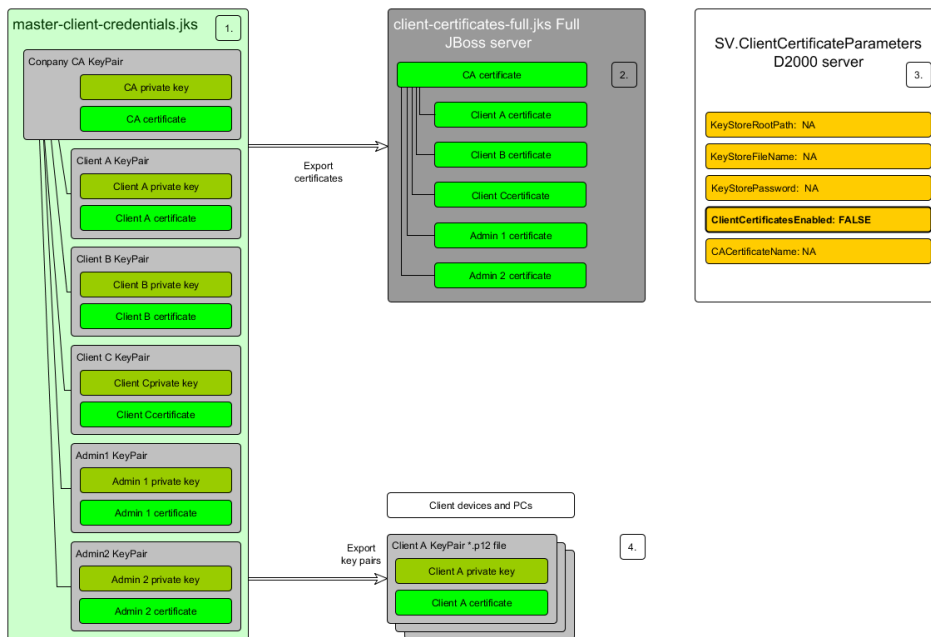 master-client-credentials.jks
1.
Conpany CA KeyPair
CA private key
CA certificate
Client A KeyPair
Client A private key
Client A certificate
Client B KeyPair
Client B private key
Client B certificate
Client C KeyPair
Client Cprivate key
Client Ccertificate
Admin1 KeyPair
Admin 1 private key
Admin 1 certificate
Admin2 KeyPair
Admin 2 private key
Admin 2 certificate
Export
certificates
client-certificates-full.jks Full
JBoss server
2.
CA certificate
Client A certificate
Client B certificate
Client Ccertificate
Admin 1 certificate
Admin 2 certificate
SV.ClientCertificateParameters
D2000 server
3.
KeyStoreRootPath: NA
KeyStoreFileName: NA
KeyStorePassword: NA
ClientCertificatesEnabled: FALSE
CACertificateName: NA
Client devices and PCs
Export
key pairs
4.
Client A KeyPair *.p12 file
Client A private key
Client A certificate